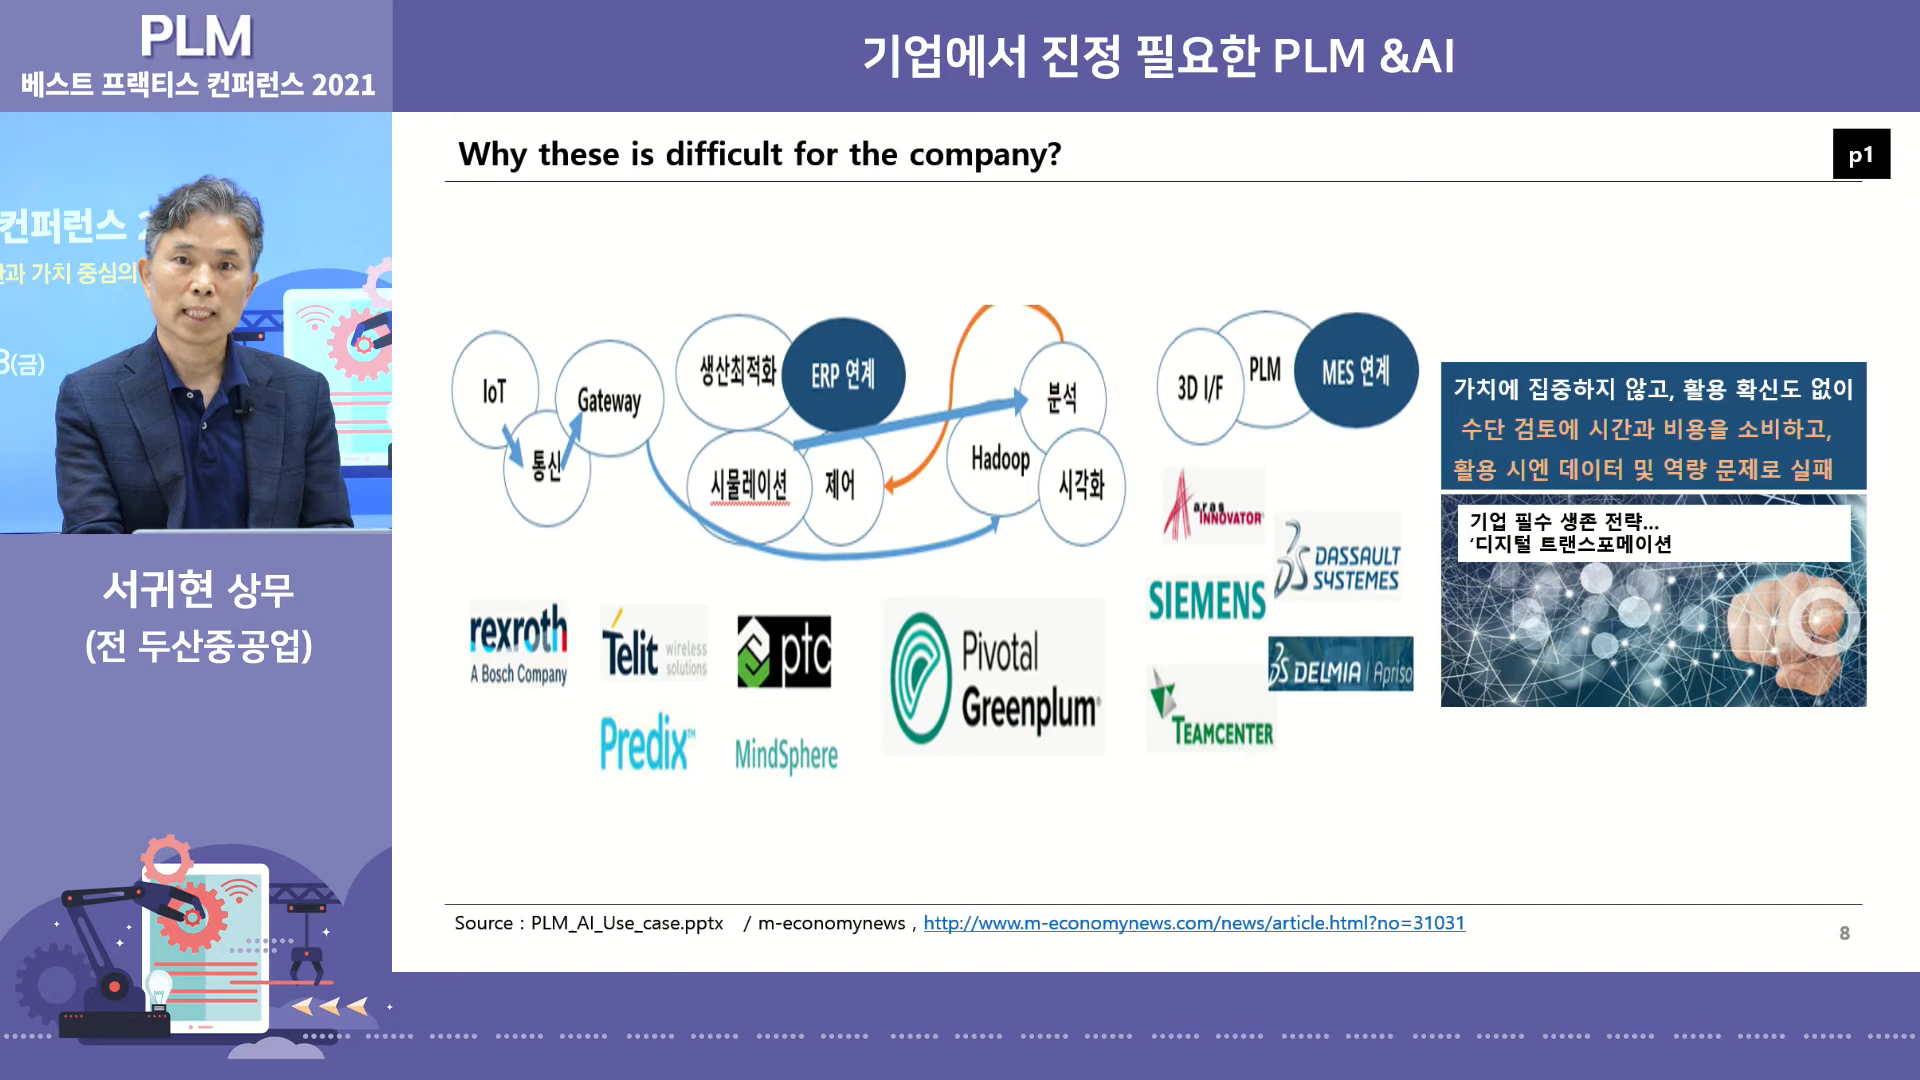 PLM
베스트 프랙티스 컨퍼런스 2021
기업에서 진정 필요한 PLM &AI
컨퍼런스
가치 중심의
(금)
서귀현 상무
(전 두산중공업)
Why these is difficult for the company?
p1
IoT
통신
Gateway
생산최적화
ERP 연계
시물레이션
제어
Hadoop
분석
시각화
3D I/F
PLM
MES 연계
rexroth
A Bosch Company
Telit wireless solutions
ptc
Predix™
MindSphere
Pivotal
Greenplum®
aras
INNOVATOR
DASSAULT
SYSTEMES
SIEMENS
DELMIA | Apriso
TEAMCENTER
가치에 집중하지 않고, 활용 확신도 없이
수단 검토에 시간과 비용을 소비하고,
활용 시엔 데이터 및 역량 문제로 실패
기업 필수 생존 전략...
‘디지털 트랜스포메이션
Source : PLM_AI_Use_case.pptx / m-economynews , http://www.m-economynews.com/news/article.html?no=31031
8